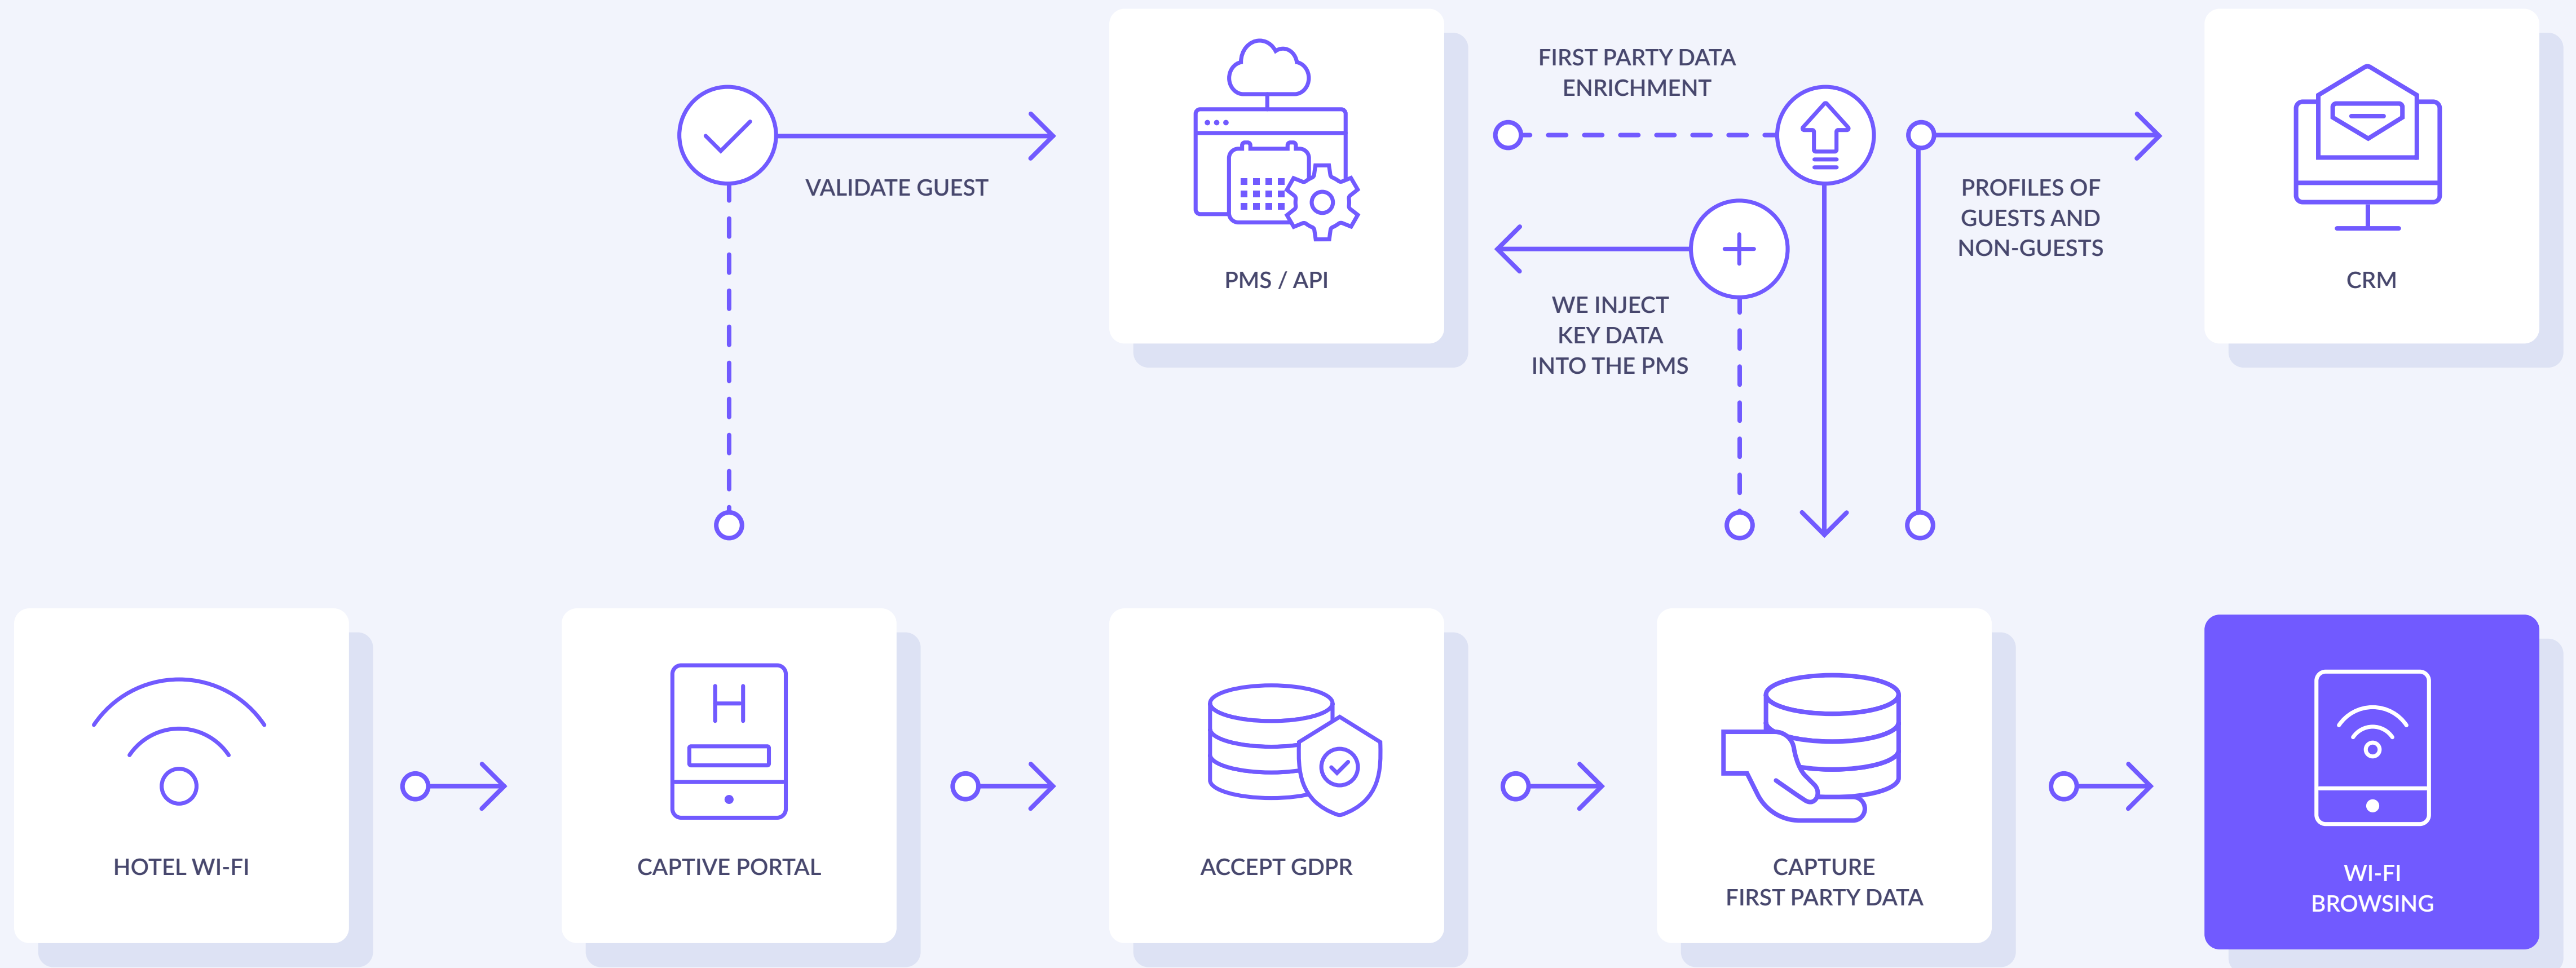 VALIDATE GUEST
PMS / API
FIRST PARTY DATA
ENRICHMENT
WE INJECT
KEY DATA
INTO THE PMS
PROFILES OF
GUESTS AND
NON-GUESTS
CRM
HOTEL WI-FI
H
CAPTIVE PORTAL
ACCEPT GDPR
CAPTURE
FIRST PARTY DATA
WI-FI
BROWSING